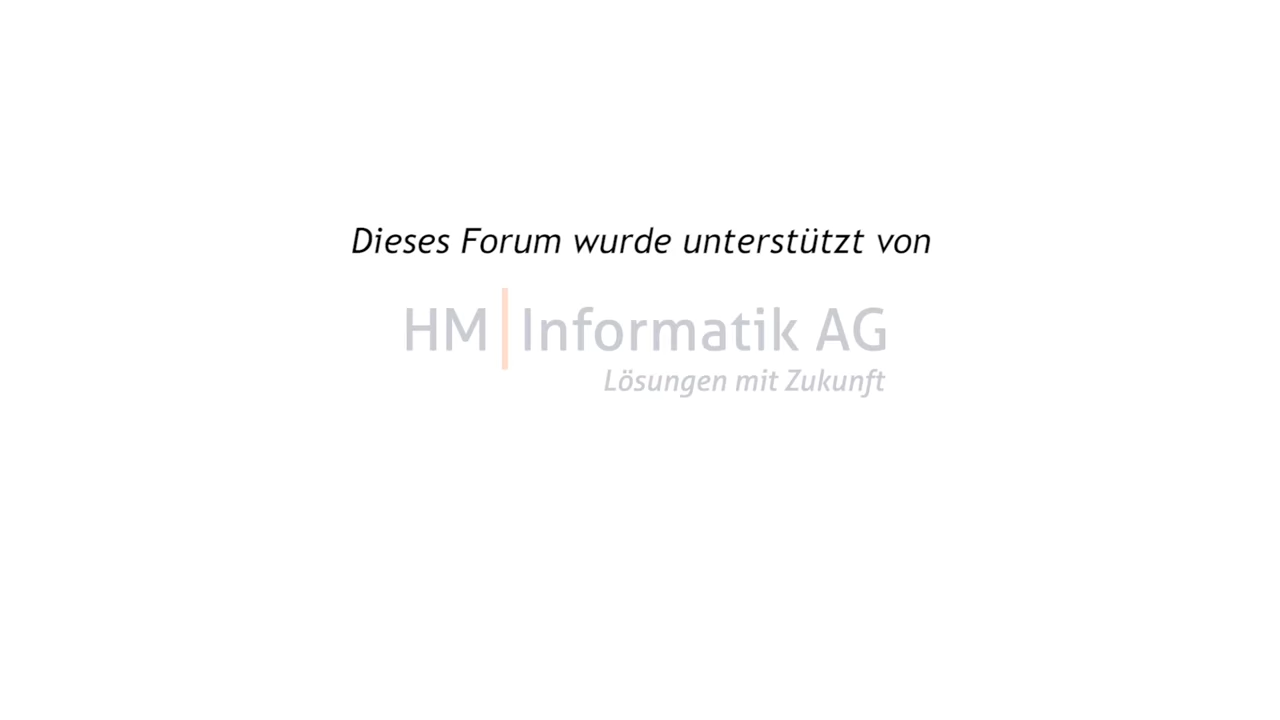 Dieses Forum wurde unterstützt von
HM Informatik AG
Lösungen mit Zukunft